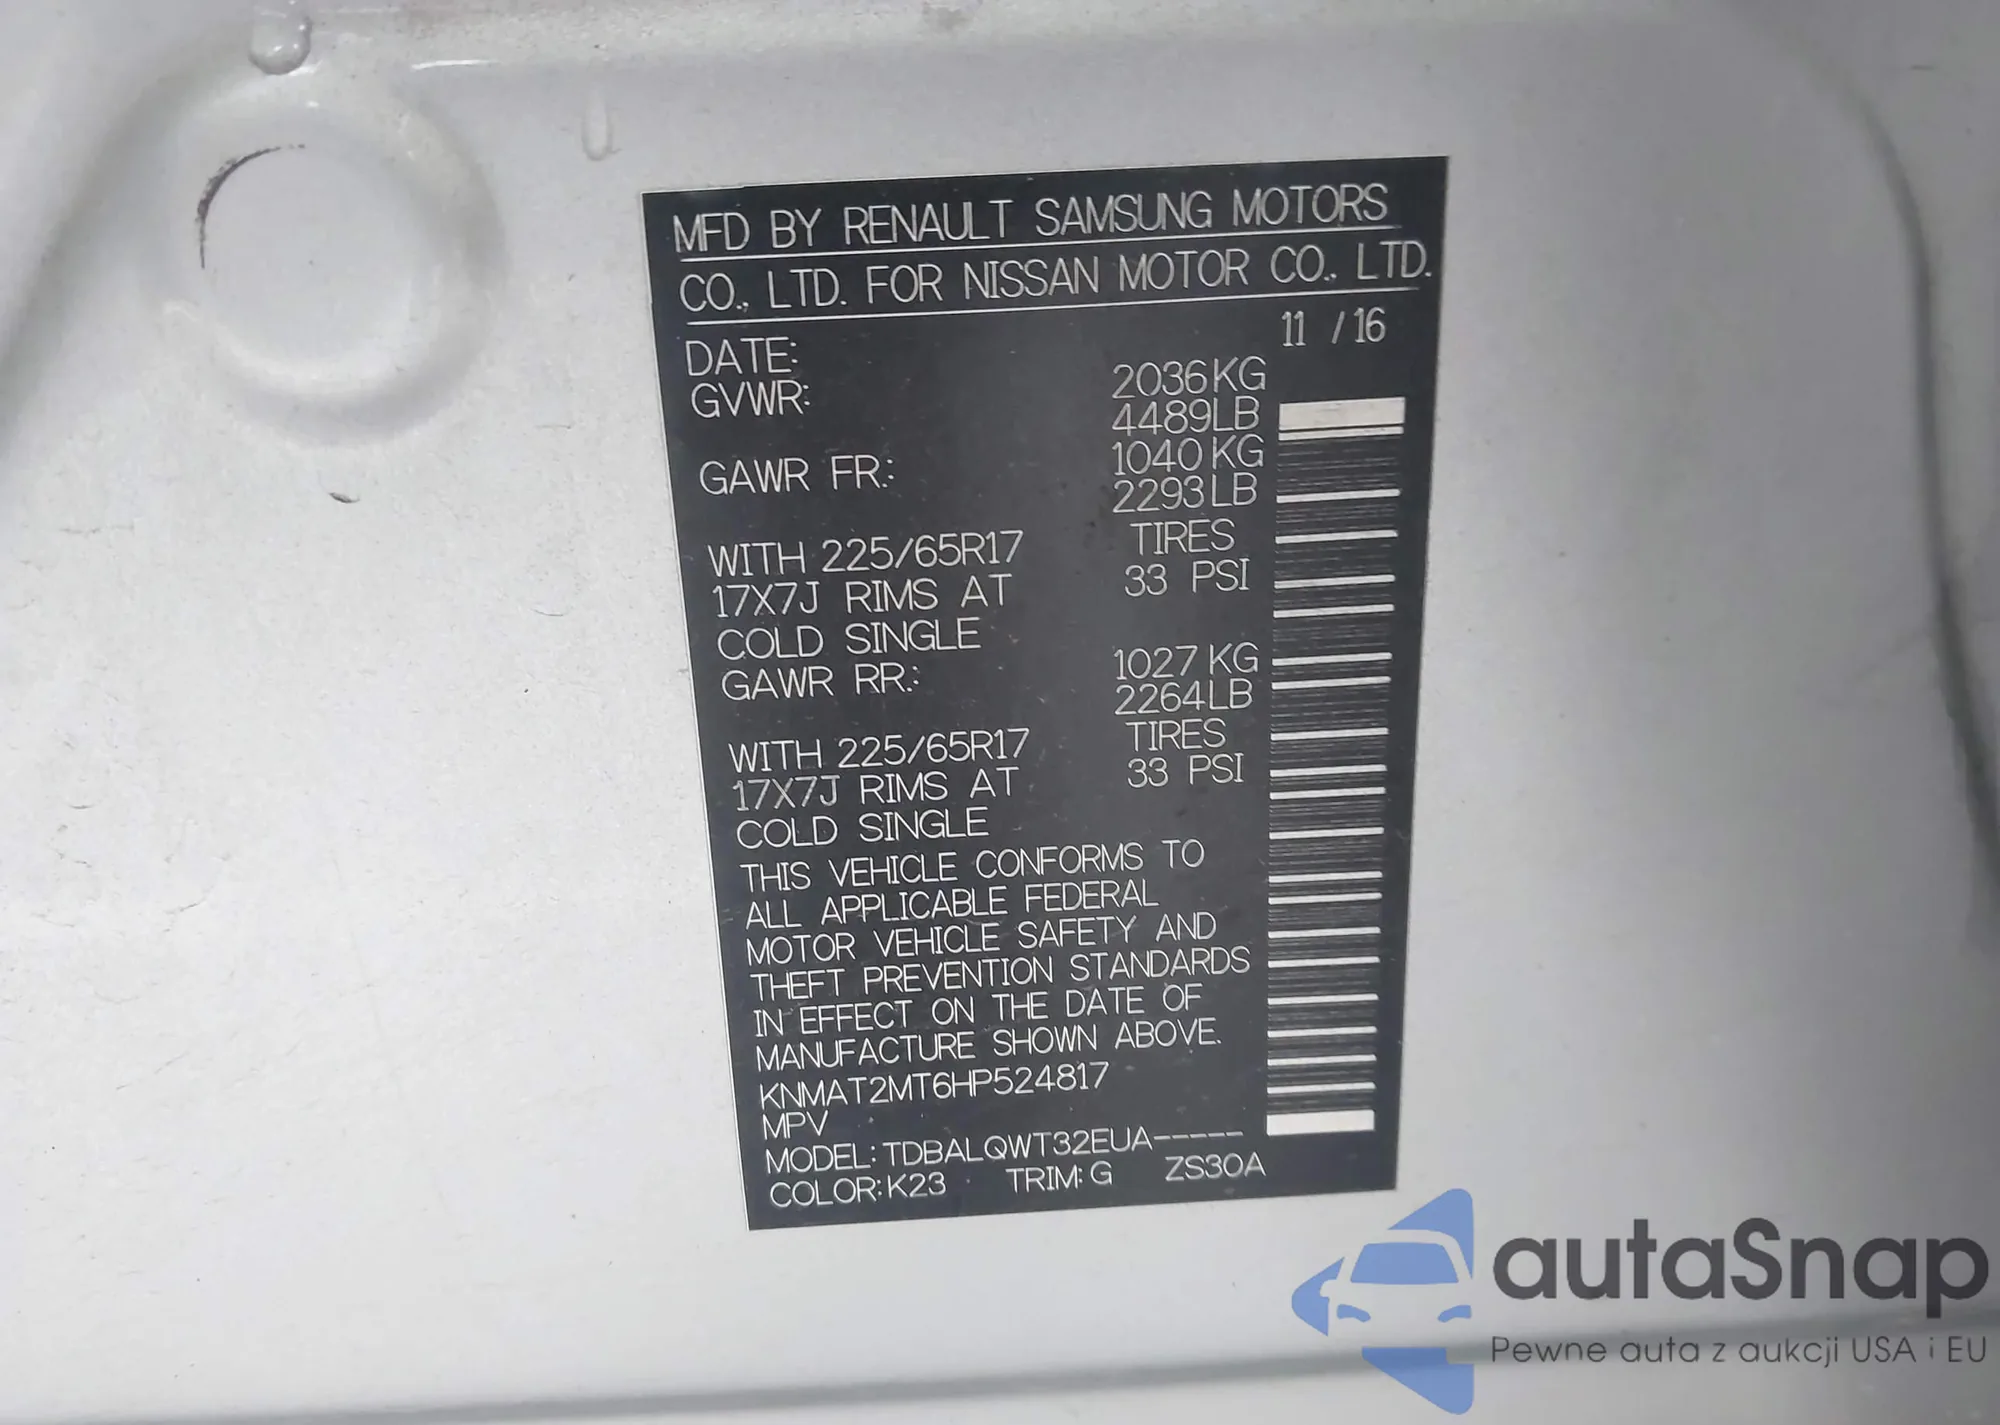 MFD BY RENAULT SAMSUNG MOTORS
CO., LTD. FOR NISSAN MOTOR CO., LTD.
DATE: 11 / 16
GVWR: 2036KG
4489LB
GAWR FR.: 1040KG
2293LB
WITH 225/65R17 TIRES
17X7J RIMS AT 33 PSI
COLD SINGLE
GAWR RR.: 1027KG
2264LB
WITH 225/65R17 TIRES
17X7J RIMS AT 33 PSI
COLD SINGLE
THIS VEHICLE CONFORMS TO
ALL APPLICABLE FEDERAL
MOTOR VEHICLE SAFETY AND
THEFT PREVENTION STANDARDS
IN EFFECT ON THE DATE OF
MANUFACTURE SHOWN ABOVE.
KNMAT2MT6HP524817
MPV
MODEL: TDBALQWT32EUA-----
COLOR: K23 TRIM: G ZS30A
autaSnap
Pewne auta z aukcji USA i EU